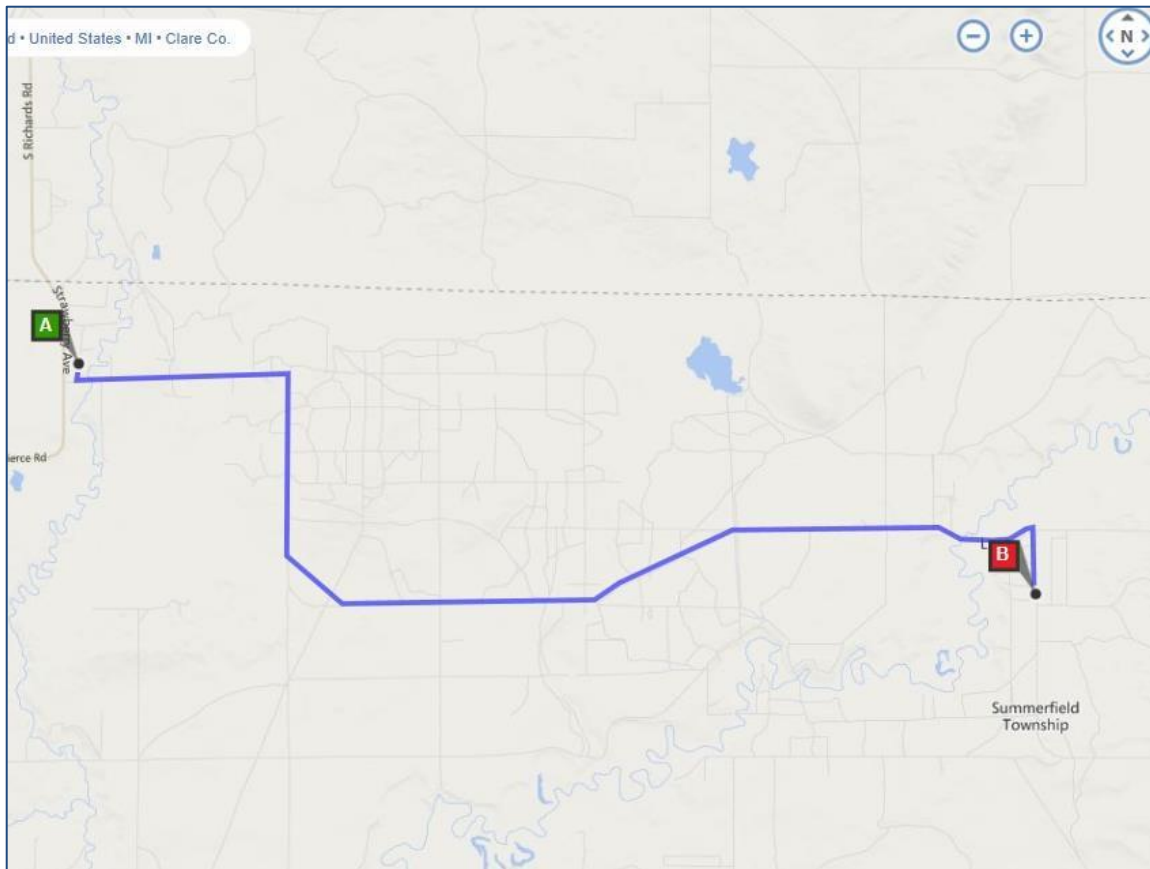 d • United States • MI • Clare Co.
N
S Richards Rd
Strawberry Ave
A
ierce Rd
L
B
Summerfield
Township